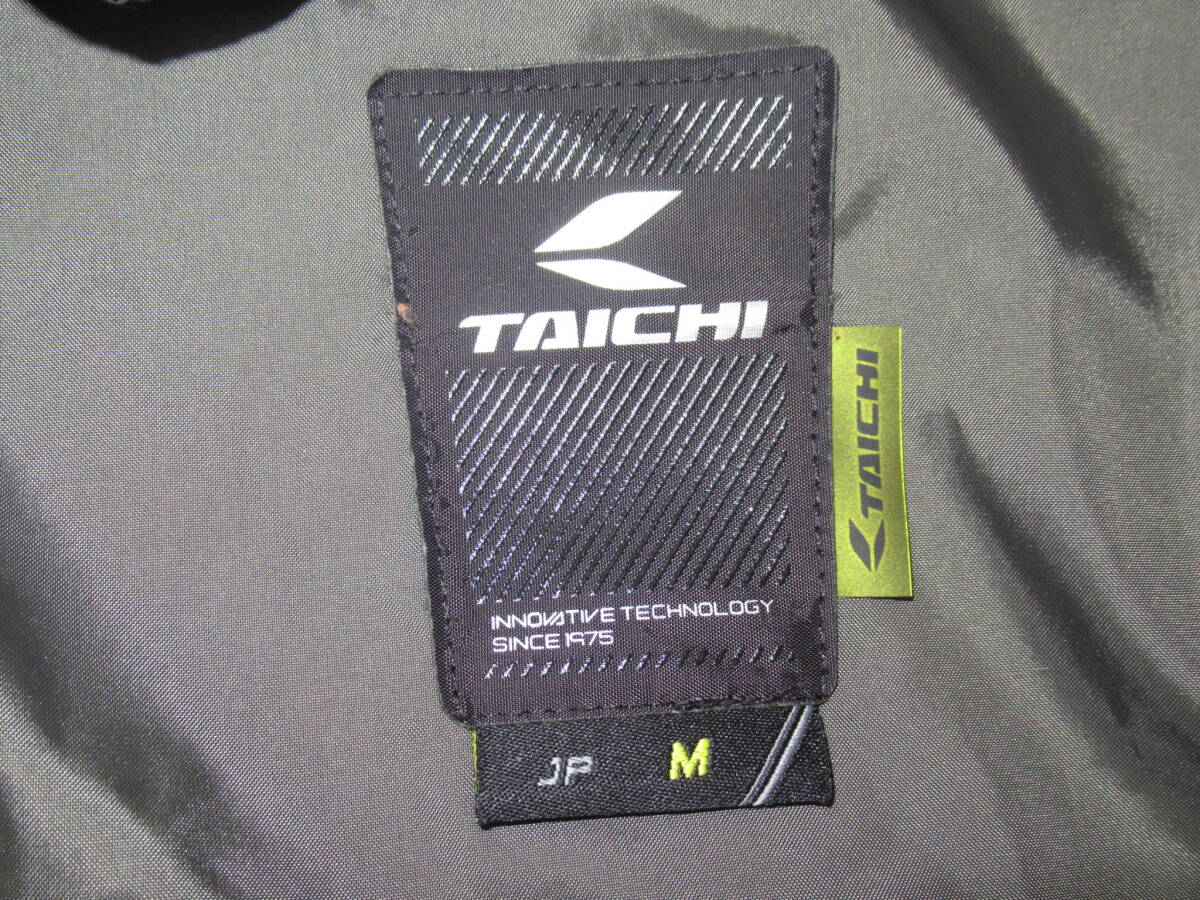 TAICHI
TAICHI
INNOVATIVE TECHNOLOGY
SINCE 1975
JP M